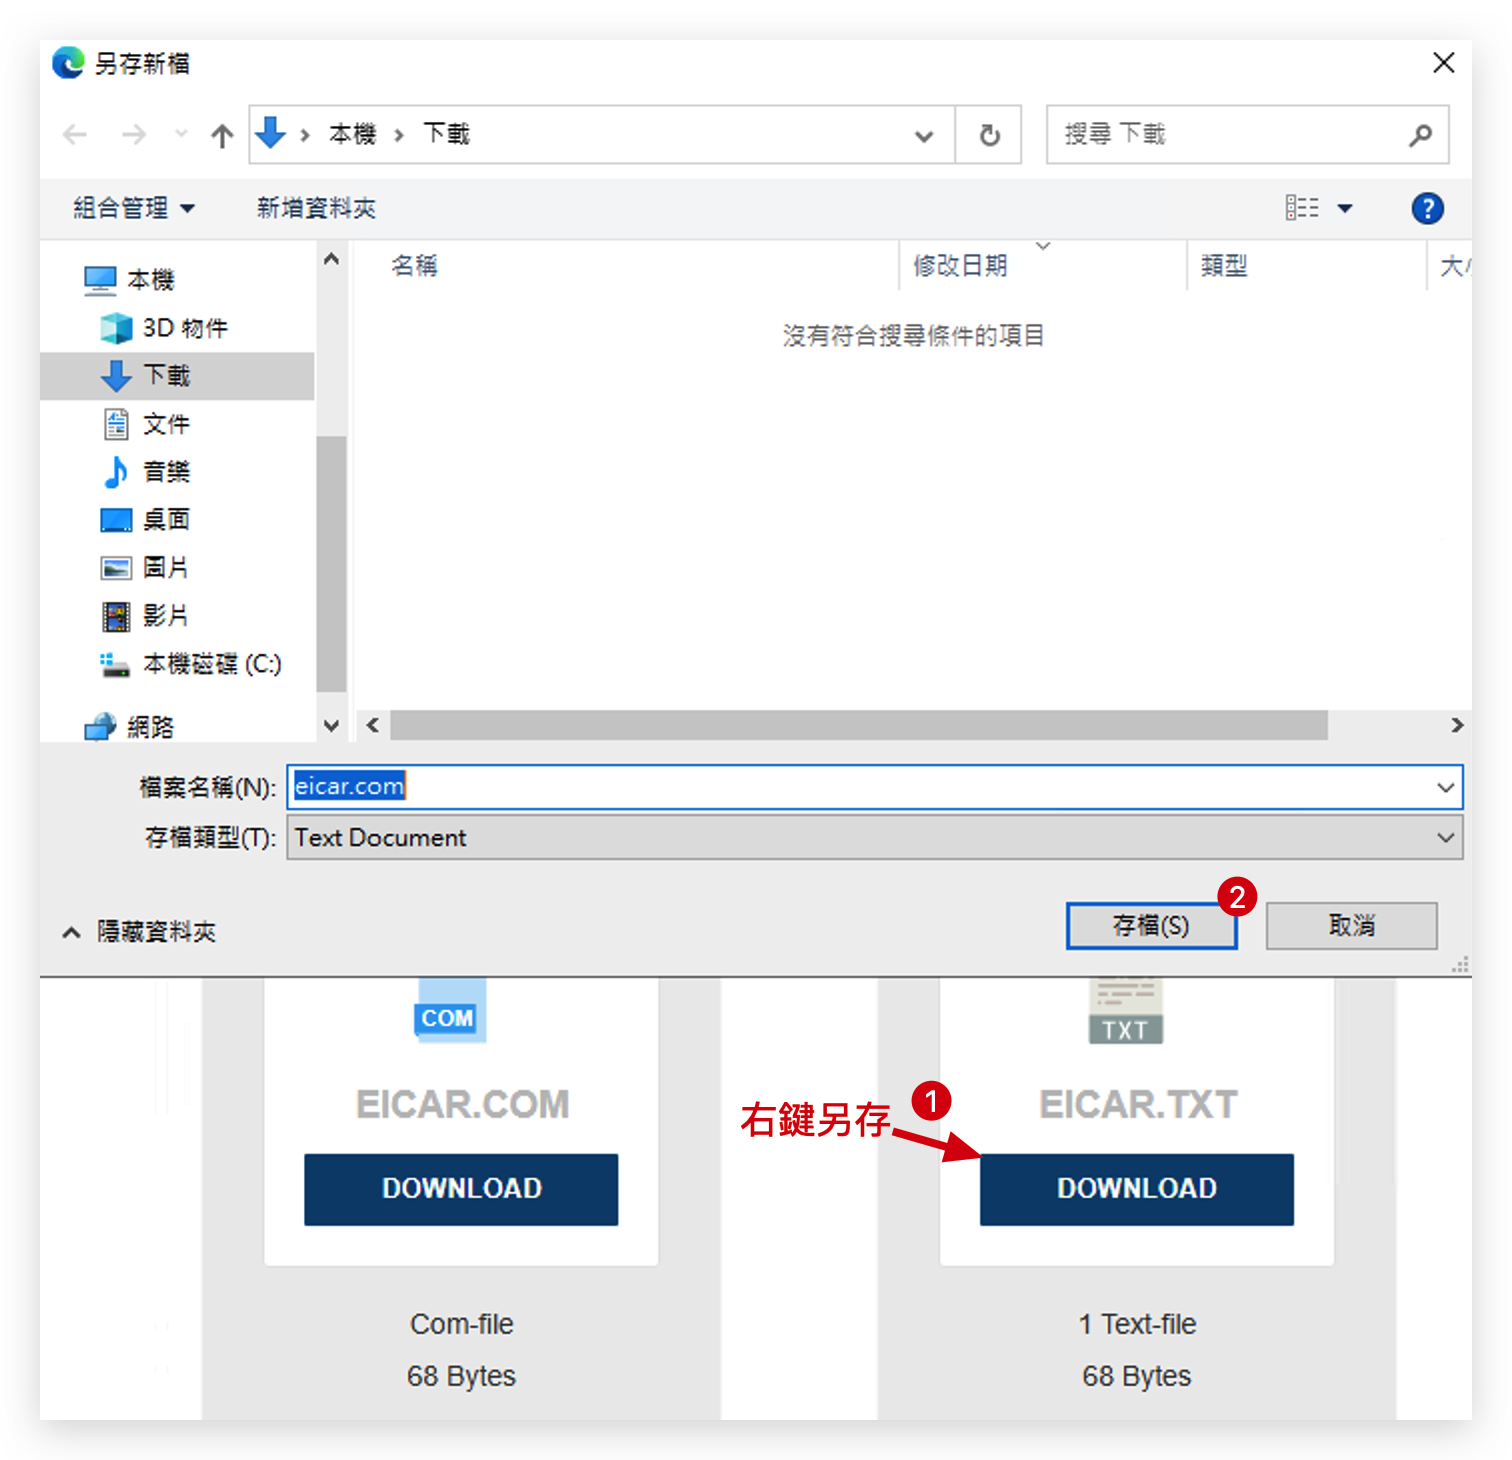 另存新檔
本機 下載
搜尋 下載
組合管理 新增資料夾
名稱 修改日期 類型
本機
3D 物件
下載
文件
音樂
桌面
圖片
影片
本機磁碟 (C:)
網路
沒有符合搜尋條件的項目
檔案名稱(N): eicar.com
存檔類型(T): Text Document
隱藏資料夾
存檔(S)
2
取消
COM
EICAR.COM
DOWNLOAD
Com-file
68 Bytes
右鍵另存
1
TXT
EICAR.TXT
DOWNLOAD
1 Text-file
68 Bytes